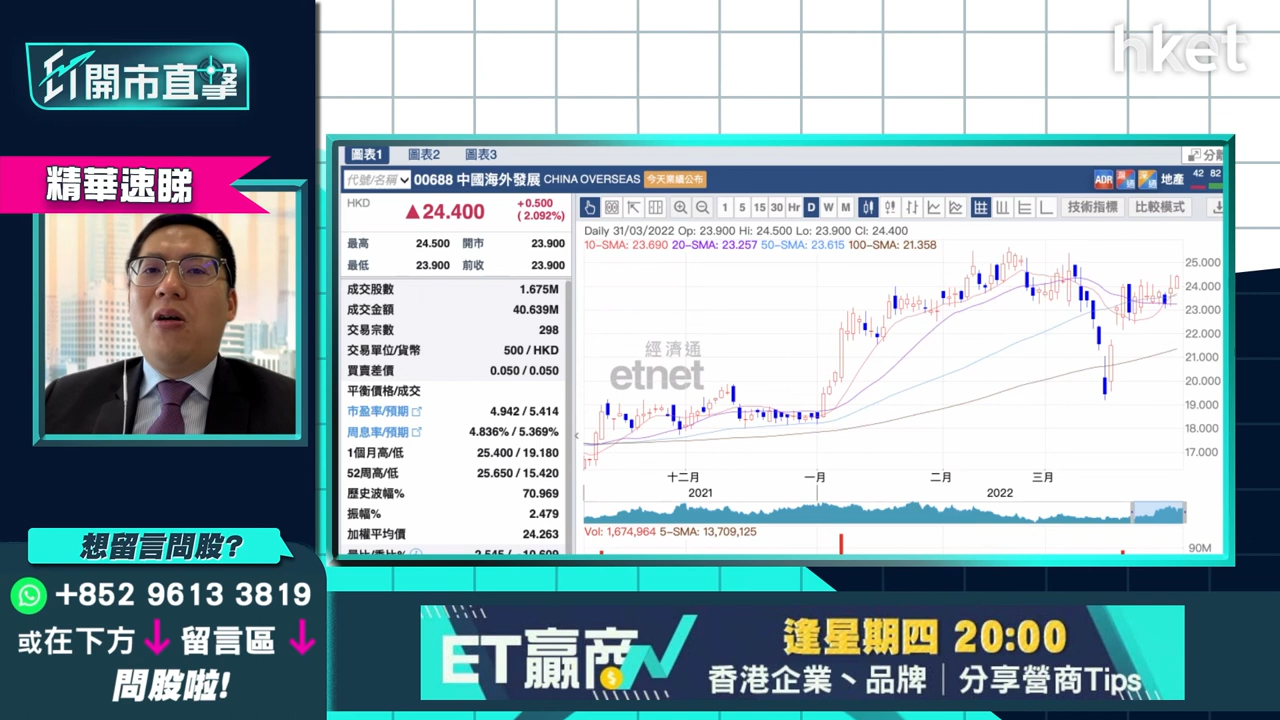 hket
ET開市直擊
精華速睇
圖表1 圖表2 圖表3
代號/名稱 00688 中國海外發展 CHINA OVERSEAS 今天業績公布
ADR 地產 42 82
HKD
▲24.400
+0.500
(2.092%)
最高 24.500 開市 23.900
最低 23.900 前收 23.900
成交股數 1.675M
成交金額 40.639M
交易宗數 298
交易單位/貨幣 500 / HKD
買賣差價 0.050 / 0.050
平衡價格/成交
市盈率/預期 4.942 / 5.414
周息率/預期 4.836% / 5.369%
1個月高/低 25.400 / 19.180
52周高/低 25.650 / 15.420
歷史波幅% 70.969
振幅% 2.479
加權平均價 24.263
1 5 15 30 Hr D W M 技術指標 比較模式
Daily 31/03/2022 Op: 23.900 Hi: 24.500 Lo: 23.900 Cl: 24.400
10-SMA: 23.690 20-SMA: 23.257 50-SMA: 23.615 100-SMA: 21.358
25.000
24.000
23.000
22.000
21.000
20.000
19.000
18.000
17.000
經濟通
etnet
十二月 一月 二月 三月
2021 2022
Vol: 1,674,964 5-SMA: 13,709,125
90M
想留言問股?
+852 9613 3819
或在下方↓留言區↓
問股啦!
ET贏商
逢星期四 20:00
香港企業、品牌｜分享營商Tips